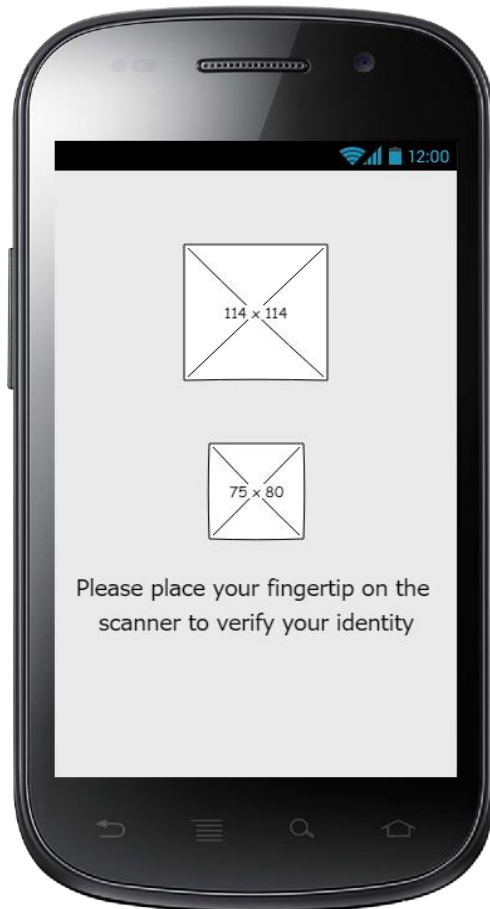 12:00
114 x 114
75 x 80
Please place your fingertip on the
scanner to verify your identity